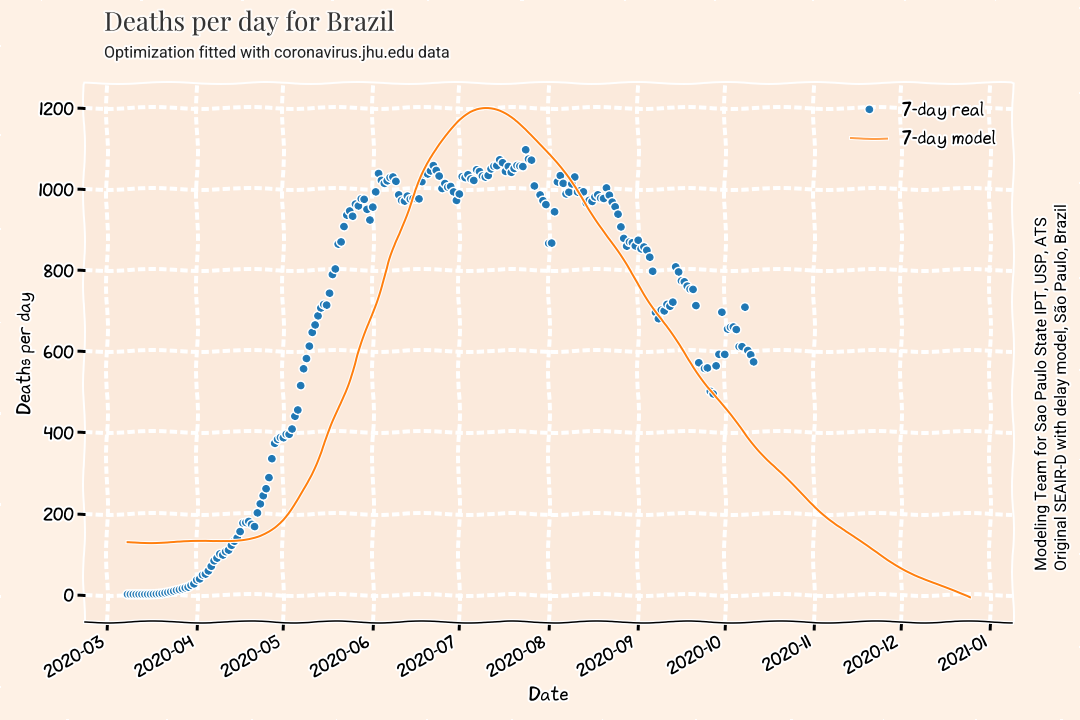 Deaths per day for Brazil
Optimization fitted with coronavirus.jhu.edu data
7-day real
7-day model
1200
1000
800
600
400
200
0
Deaths per day
2020-03
2020-04
2020-05
2020-06
2020-07
2020-08
2020-09
2020-10
2020-11
2020-12
2021-01
Date
Modeling Team for Sao Paulo State IPT, USP, ATS
Original SEAIR-D with delay model, São Paulo, Brazil